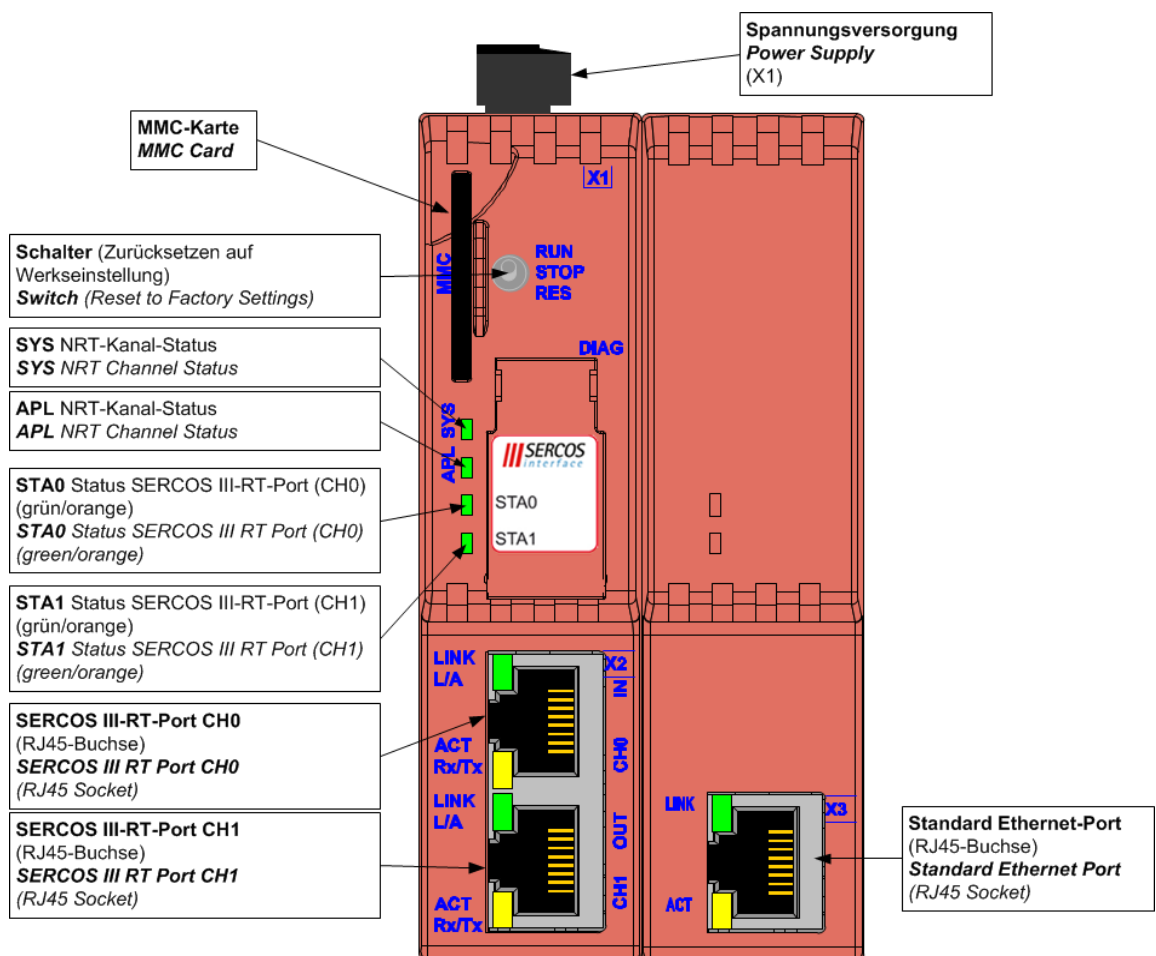 Spannungsversorgung
Power Supply
(X1)
MMC-Karte
MMC Card
Schalter (Zurücksetzen auf
Werkseinstellung)
Switch (Reset to Factory Settings)
SYS NRT-Kanal-Status
SYS NRT Channel Status
APL NRT-Kanal-Status
APL NRT Channel Status
STA0 Status SERCOS III-RT-Port (CH0)
(grün/orange)
STA0 Status SERCOS III RT Port (CH0)
(green/orange)
STA1 Status SERCOS III-RT-Port (CH1)
(grün/orange)
STA1 Status SERCOS III RT Port (CH1)
(green/orange)
SERCOS III-RT-Port CH0
(RJ45-Buchse)
SERCOS III RT Port CH0
(RJ45 Socket)
SERCOS III-RT-Port CH1
(RJ45-Buchse)
SERCOS III RT Port CH1
(RJ45 Socket)
X1
MMC
RUN
STOP
RES
DIAG
APL SYS
SERCOS
interface
STA0
STA1
LINK
L/A
X2
IN
ACT
Rx/Tx
CH0
LINK
L/A
OUT
ACT
Rx/Tx
CH1
LINK
X3
ACT
Standard Ethernet-Port
(RJ45-Buchse)
Standard Ethernet Port
(RJ45 Socket)